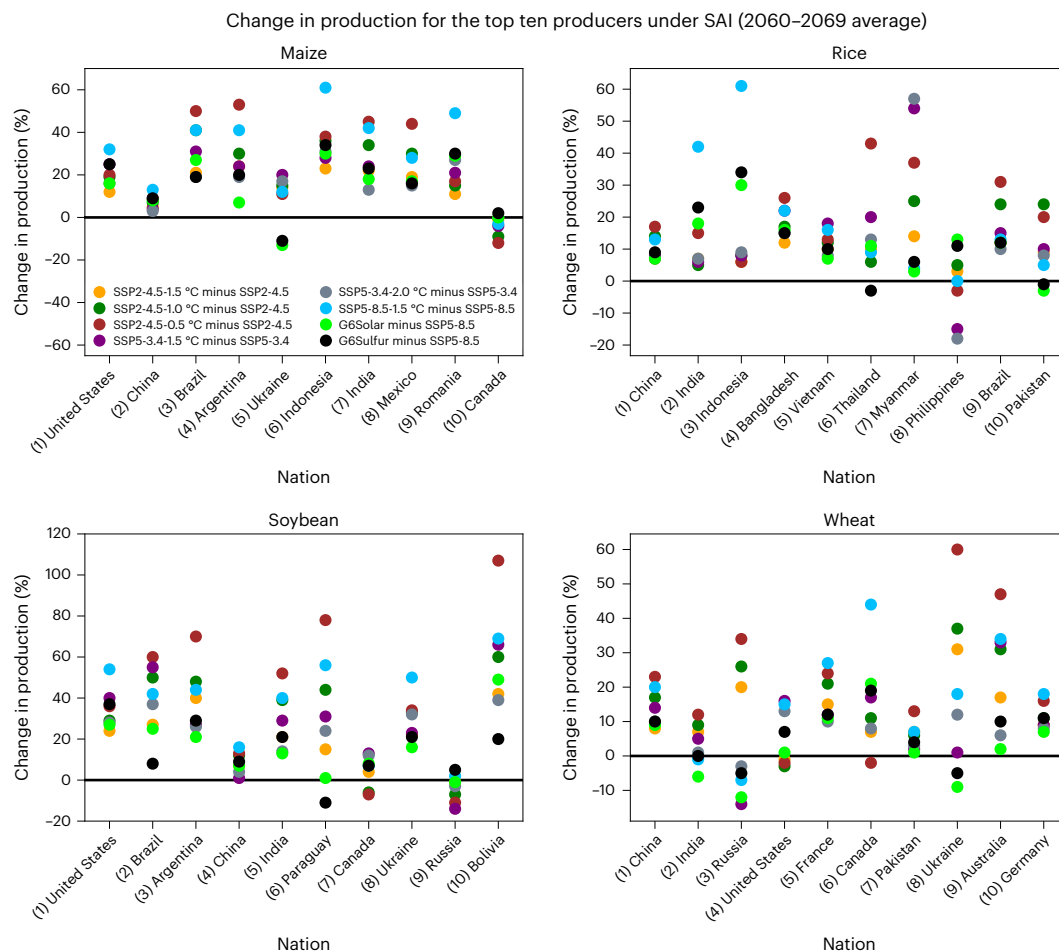 Change in production for the top ten producers under SAI (2060–2069 average)
Maize
Change in production (%)
60
40
20
0
−20
−40
−60
SSP2-4.5-1.5 °C minus SSP2-4.5
SSP2-4.5-1.0 °C minus SSP2-4.5
SSP2-4.5-0.5 °C minus SSP2-4.5
SSP5-3.4-1.5 °C minus SSP5-3.4
SSP5-3.4-2.0 °C minus SSP5-3.4
SSP5-8.5-1.5 °C minus SSP5-8.5
G6Solar minus SSP5-8.5
G6Sulfur minus SSP5-8.5
(1) United States
(2) China
(3) Brazil
(4) Argentina
(5) Ukraine
(6) Indonesia
(7) India
(8) Mexico
(9) Romania
(10) Canada
Nation
Rice
Change in production (%)
60
50
40
30
20
10
0
−10
−20
(1) China
(2) India
(3) Indonesia
(4) Bangladesh
(5) Vietnam
(6) Thailand
(7) Myanmar
(8) Philippines
(9) Brazil
(10) Pakistan
Nation
Soybean
Change in production (%)
120
100
80
60
40
20
0
−20
(1) United States
(2) Brazil
(3) Argentina
(4) China
(5) India
(6) Paraguay
(7) Canada
(8) Ukraine
(9) Russia
(10) Bolivia
Nation
Wheat
Change in production (%)
60
50
40
30
20
10
0
−10
(1) China
(2) India
(3) Russia
(4) United States
(5) France
(6) Canada
(7) Pakistan
(8) Ukraine
(9) Australia
(10) Germany
Nation